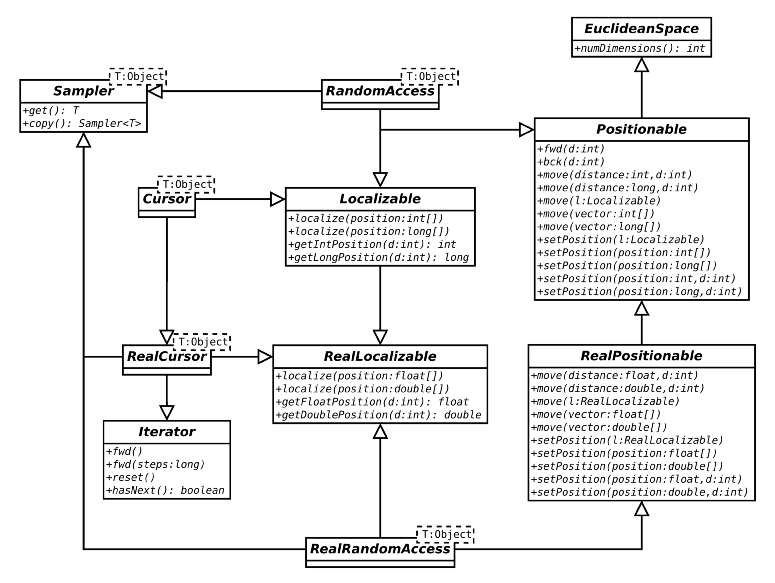 EuclideanSpace
+numDimensions(): int
T:Object
Sampler
+get(): T
+copy(): Sampler<T>
T:Object
RandomAccess
Positionable
+fwd(d:int)
+bck(d:int)
+move(distance:int,d:int)
+move(distance:long,d:int)
+move(l:Localizable)
+move(vector:int[])
+move(vector:long[])
+setPosition(l:Localizable)
+setPosition(position:int[])
+setPosition(position:long[])
+setPosition(position:int,d:int)
+setPosition(position:long,d:int)
T:Object
Cursor
Localizable
+localize(position:int[])
+localize(position:long[])
+getIntPosition(d:int): int
+getLongPosition(d:int): long
T:Object
RealCursor
RealLocalizable
+localize(position:float[])
+localize(position:double[])
+getFloatPosition(d:int): float
+getDoublePosition(d:int): double
RealPositionable
+move(distance:float,d:int)
+move(distance:double,d:int)
+move(l:RealLocalizable)
+move(vector:float[])
+move(vector:double[])
+setPosition(l:RealLocalizable)
+setPosition(position:float[])
+setPosition(position:double[])
+setPosition(position:float,d:int)
+setPosition(position:double,d:int)
Iterator
+fwd()
+fwd(steps:long)
+reset()
+hasNext(): boolean
T:Object
RealRandomAccess